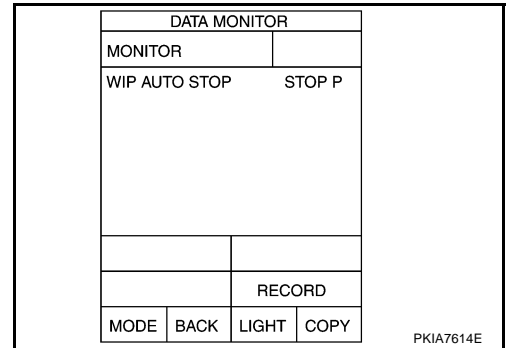 DATA MONITOR
MONITOR
WIP AUTO STOP STOP P
RECORD
MODE BACK LIGHT COPY
PKIA7614E